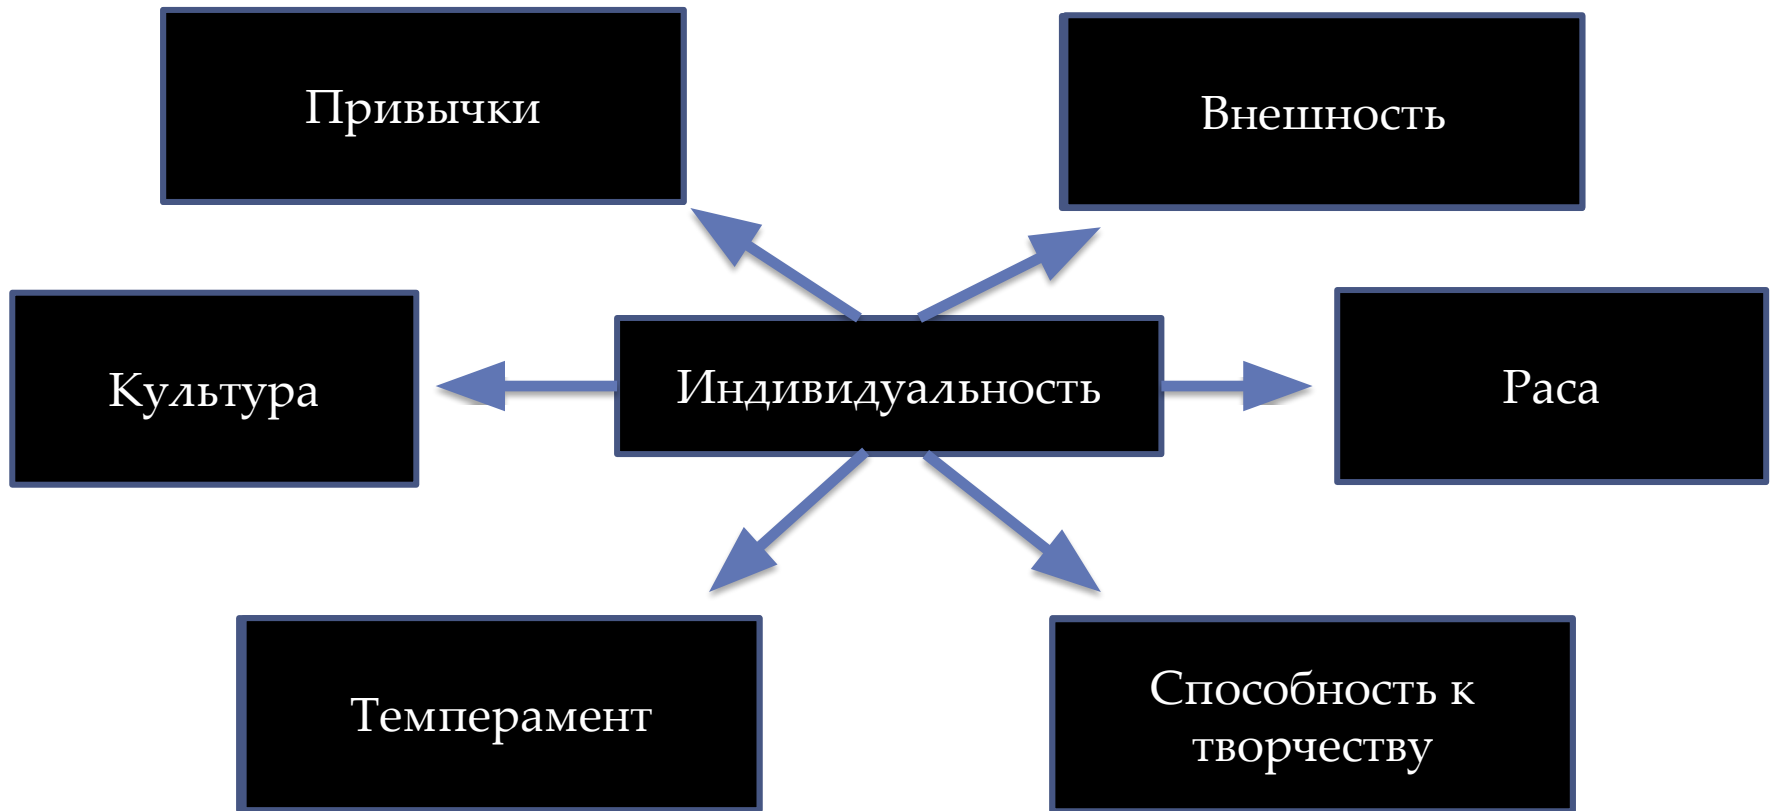 Привычки
Внешность
Культура
Индивидуальность
Раса
Темперамент
Способность к
творчеству